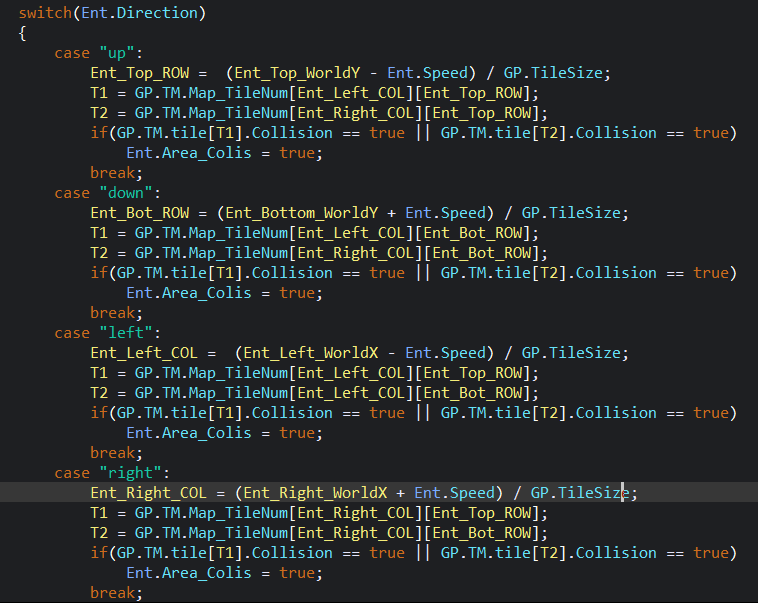 switch(Ent.Direction)
{
    case "up":
        Ent_Top_ROW =  (Ent_Top_WorldY - Ent.Speed) / GP.TileSize;
        T1 = GP.TM.Map_TileNum[Ent_Left_COL][Ent_Top_ROW];
        T2 = GP.TM.Map_TileNum[Ent_Right_COL][Ent_Top_ROW];
        if(GP.TM.tile[T1].Collision == true || GP.TM.tile[T2].Collision == true)
            Ent.Area_Colis = true;
        break;
    case "down":
        Ent_Bot_ROW = (Ent_Bottom_WorldY + Ent.Speed) / GP.TileSize;
        T1 = GP.TM.Map_TileNum[Ent_Left_COL][Ent_Bot_ROW];
        T2 = GP.TM.Map_TileNum[Ent_Right_COL][Ent_Bot_ROW];
        if(GP.TM.tile[T1].Collision == true || GP.TM.tile[T2].Collision == true)
            Ent.Area_Colis = true;
        break;
    case "left":
        Ent_Left_COL =  (Ent_Left_WorldX - Ent.Speed) / GP.TileSize;
        T1 = GP.TM.Map_TileNum[Ent_Left_COL][Ent_Top_ROW];
        T2 = GP.TM.Map_TileNum[Ent_Left_COL][Ent_Bot_ROW];
        if(GP.TM.tile[T1].Collision == true || GP.TM.tile[T2].Collision == true)
            Ent.Area_Colis = true;
        break;
    case "right":
        Ent_Right_COL = (Ent_Right_WorldX + Ent.Speed) / GP.TileSize;
        T1 = GP.TM.Map_TileNum[Ent_Right_COL][Ent_Top_ROW];
        T2 = GP.TM.Map_TileNum[Ent_Right_COL][Ent_Bot_ROW];
        if(GP.TM.tile[T1].Collision == true || GP.TM.tile[T2].Collision == true)
            Ent.Area_Colis = true;
        break;